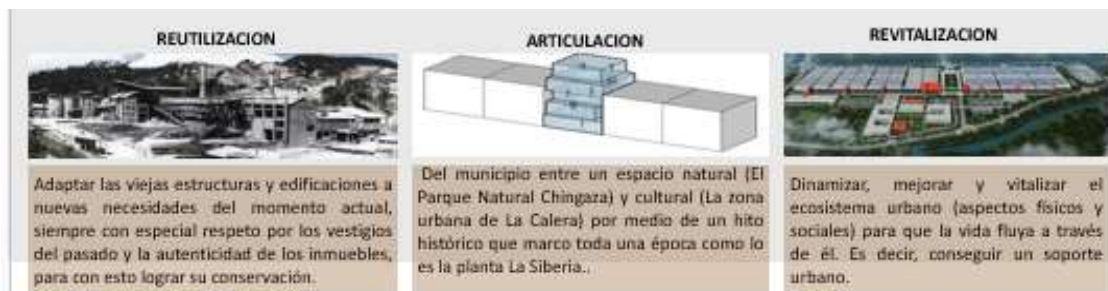 REUTILIZACION
Adaptar las viejas estructuras y edificaciones a
nuevas necesidades del momento actual,
siempre con especial respeto por los vestigios
del pasado y la autenticidad de los inmuebles,
para con esto lograr su conservación.
ARTICULACION
Del municipio entre un espacio natural (El
Parque Natural Chingaza) y cultural (La zona
urbana de La Calera) por medio de un hito
histórico que marco toda una época como lo
es la planta La Siberia..
REVITALIZACION
Dinamizar, mejorar y vitalizar el
ecosistema urbano (aspectos físicos y
sociales) para que la vida fluya a través
de él. Es decir, conseguir un soporte
urbano.